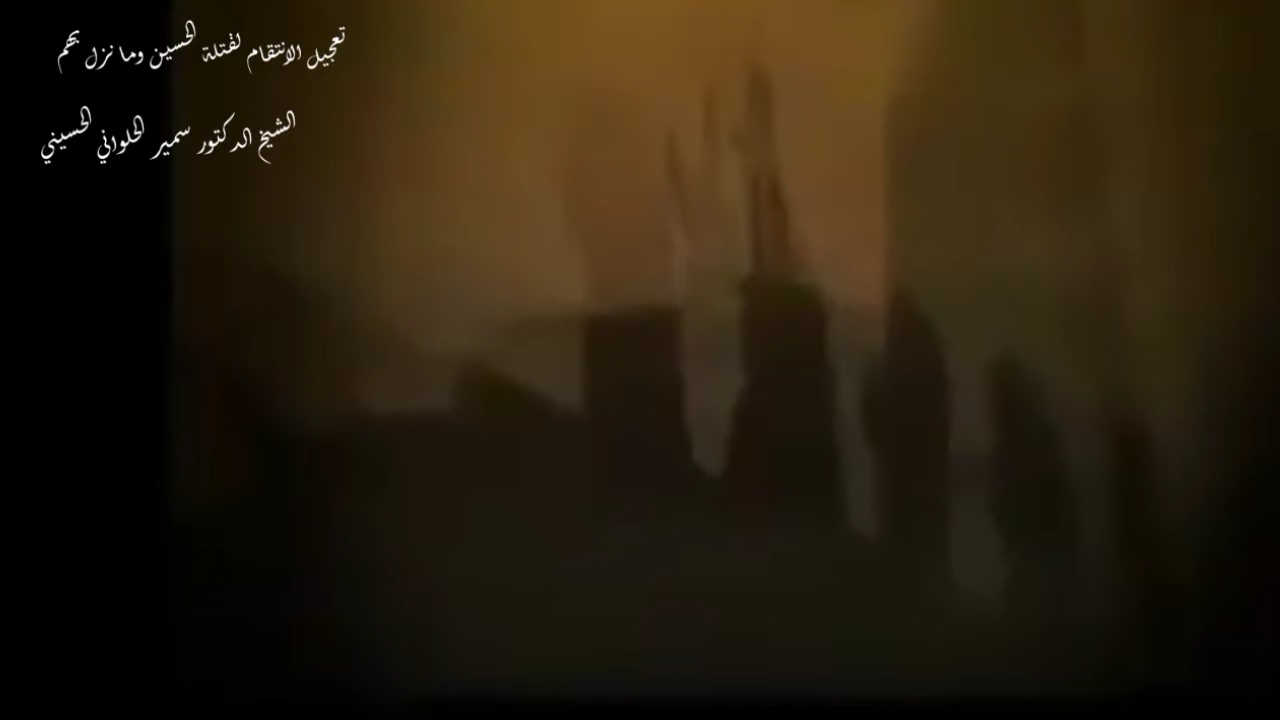 تعجيل الانتقام لقتلة الحسين وما نزل بهم
الشيخ الدكتور سمير الحلواني الحسيني